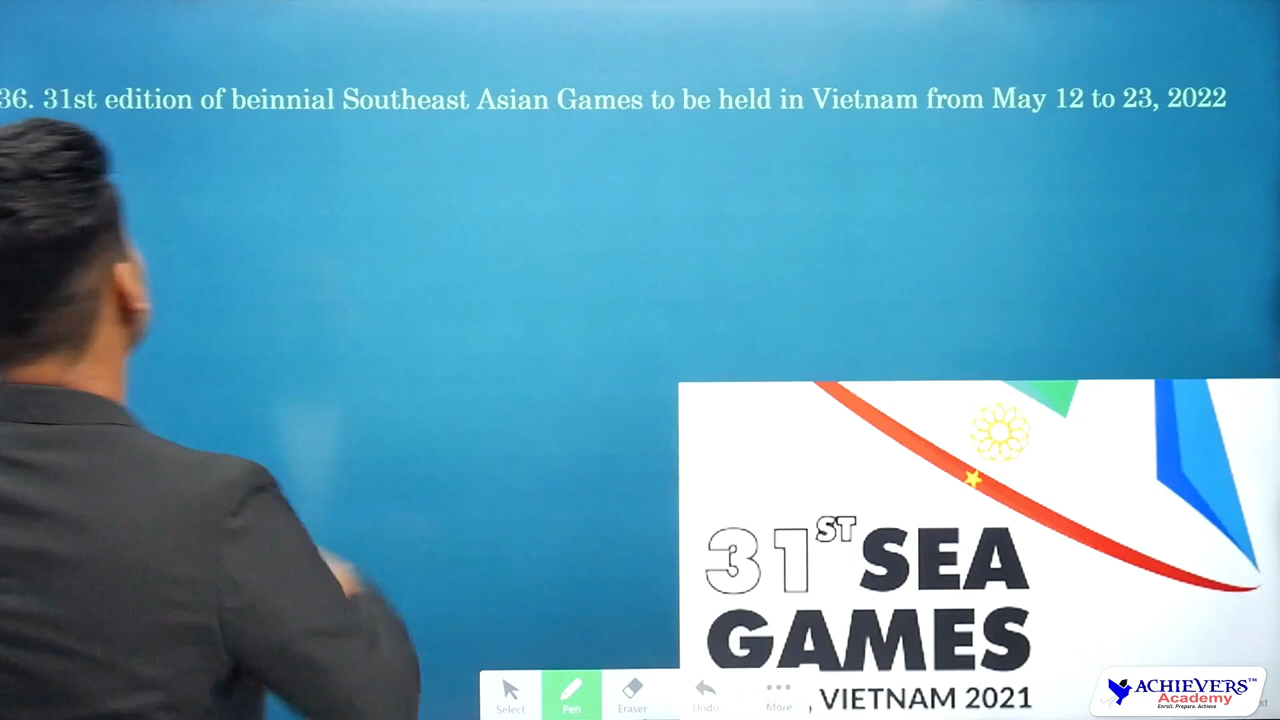 36. 31st edition of beinnial Southeast Asian Games to be held in Vietnam from May 12 to 23, 2022
31ST SEA
GAMES
, VIETNAM 2021
Select
Pen
Eraser
Undo
More
ACHIEVERS™
Academy
Enroll. Prepare. Achieve